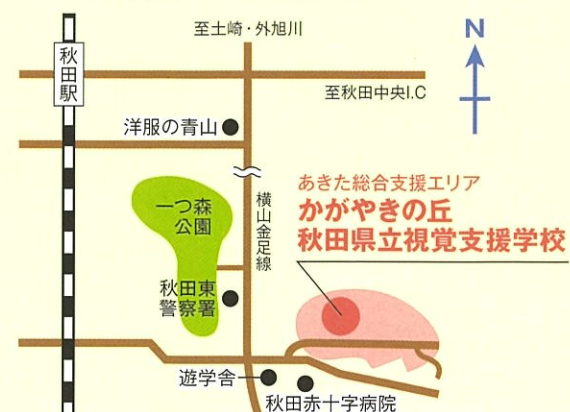 至土崎・外旭川
N
秋田駅
至秋田中央I.C
洋服の青山
あきた総合支援エリア
かがやきの丘
秋田県立視覚支援学校
一つ森
公園
横山金足線
秋田東
警察署
遊学舎
秋田赤十字病院